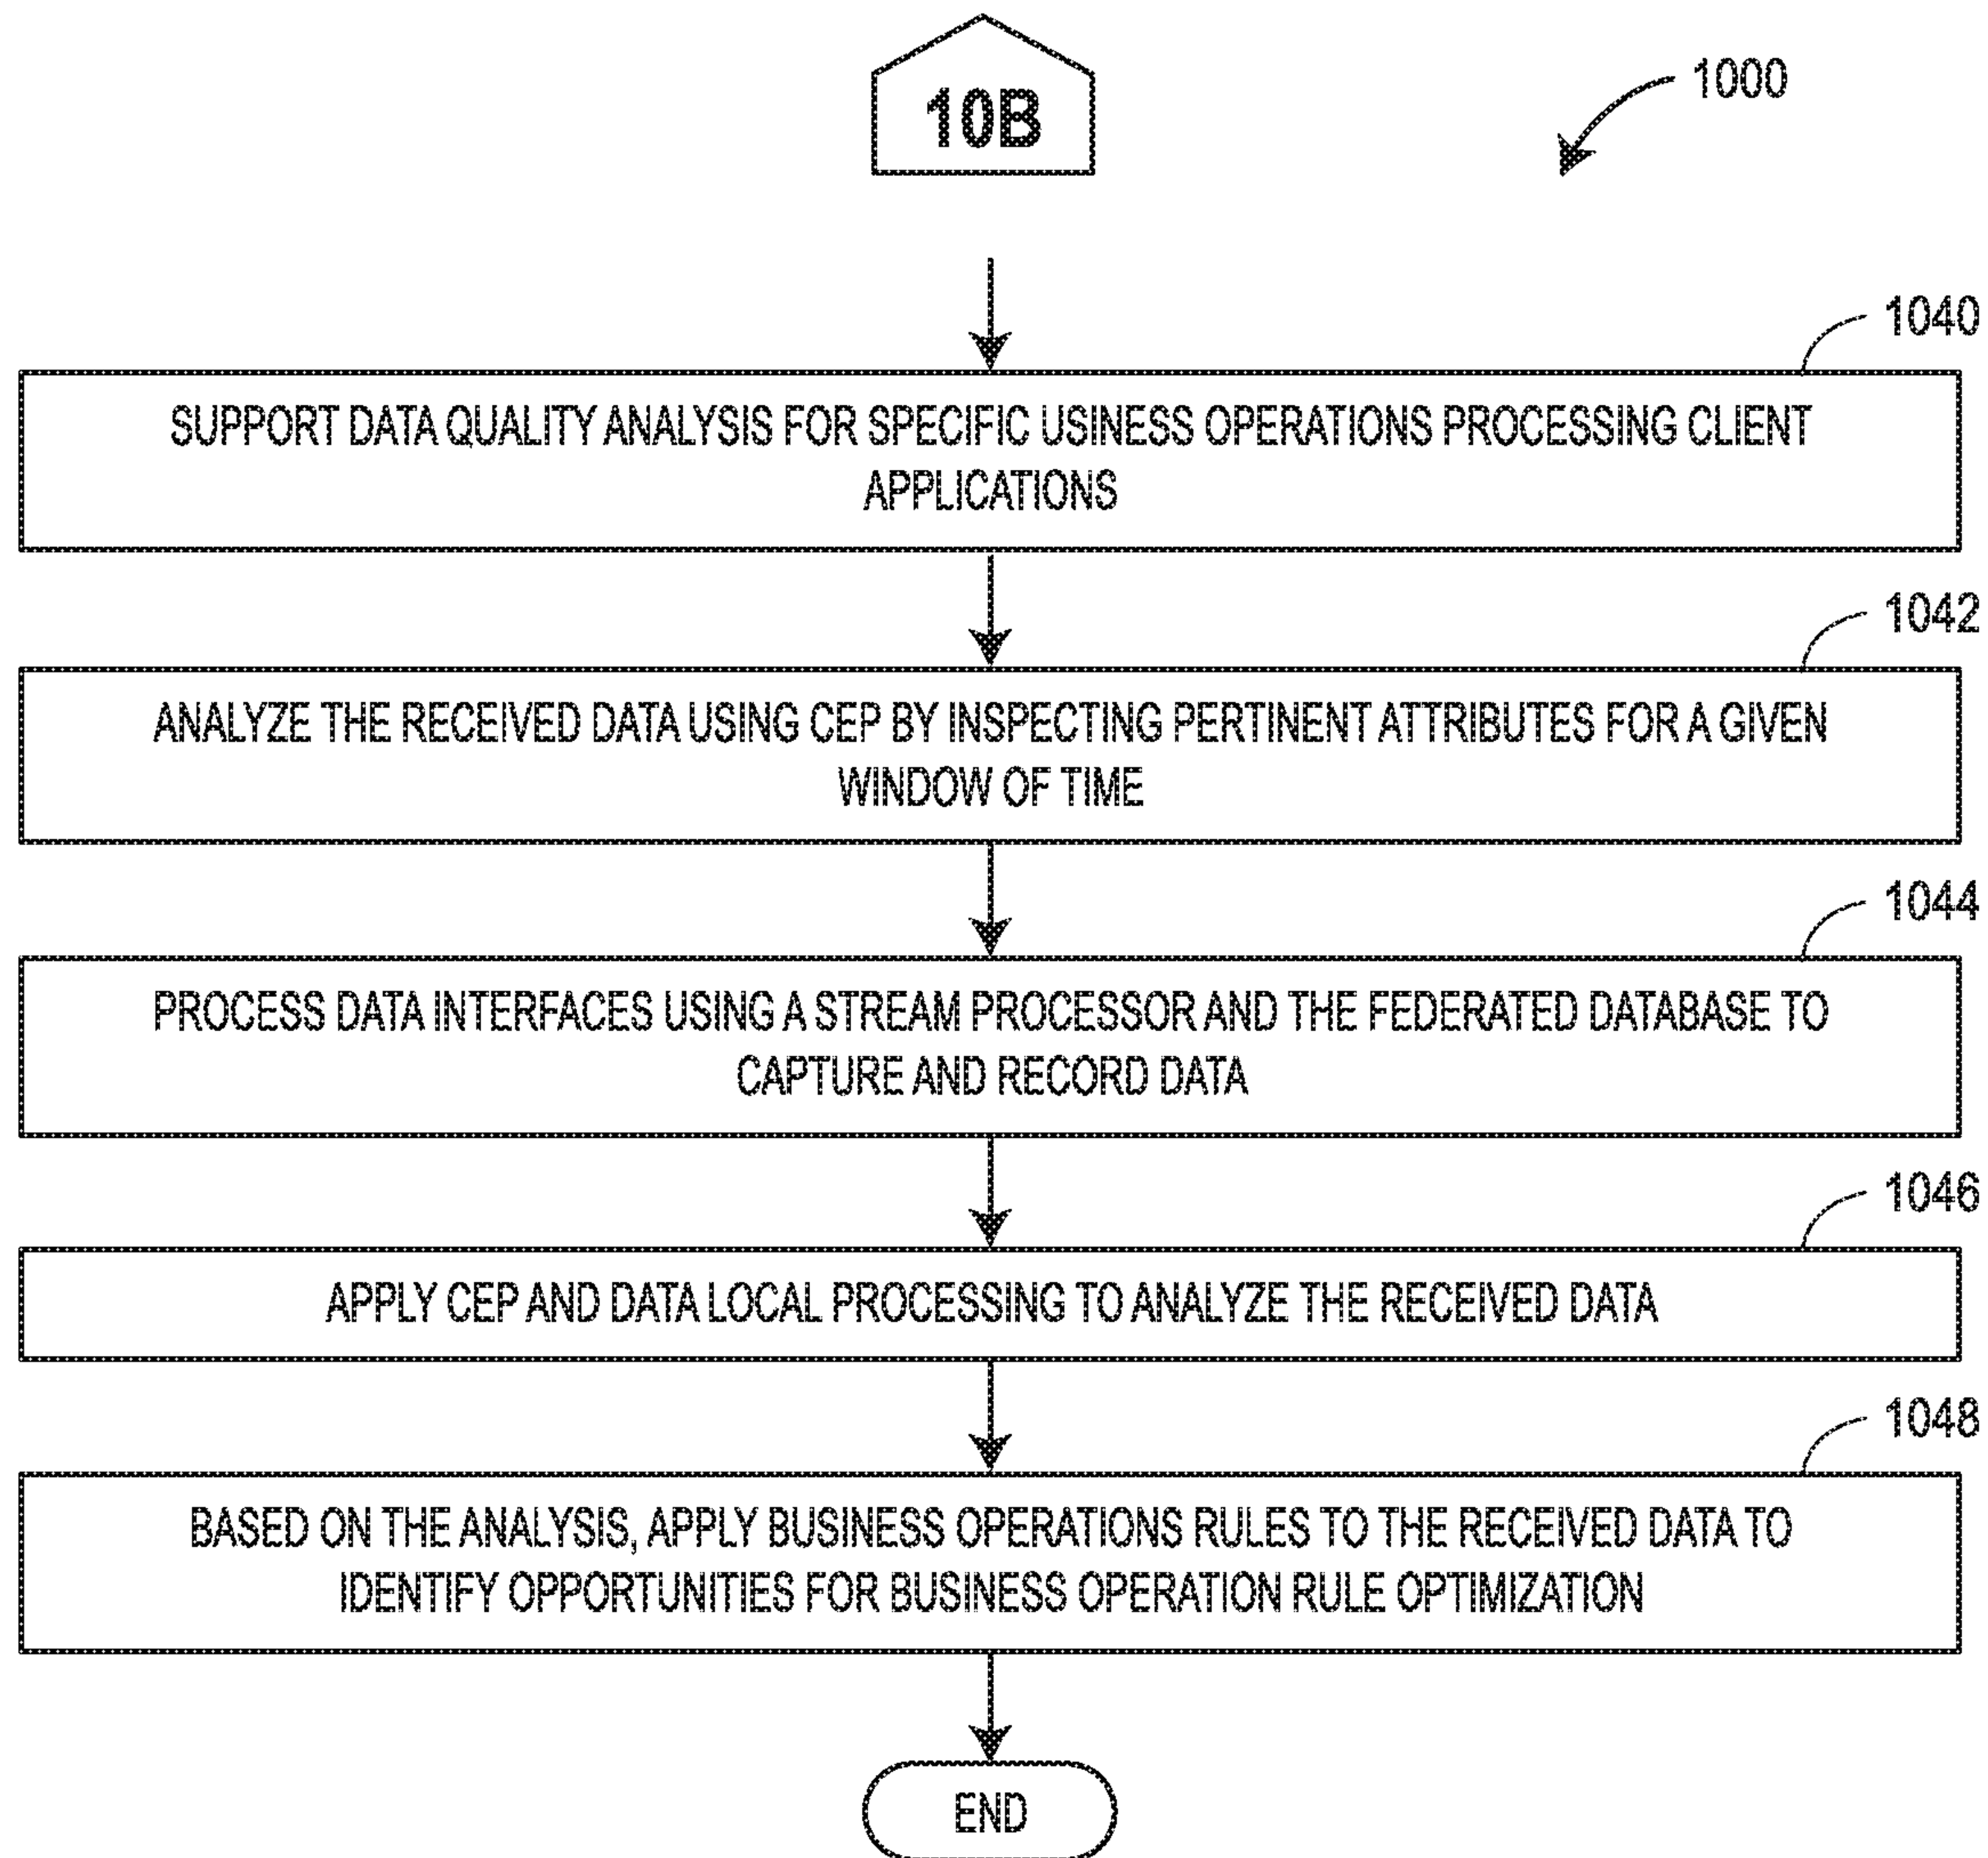 10B
1000
1040
SUPPORT DATA QUALITY ANALYSIS FOR SPECIFIC USINESS OPERATIONS PROCESSING CLIENT
APPLICATIONS
1042
ANALYZE THE RECEIVED DATA USING CEP BY INSPECTING PERTINENT ATTRIBUTES FOR A GIVEN
WINDOW OF TIME
1044
PROCESS DATA INTERFACES USING A STREAM PROCESSOR AND THE FEDERATED DATABASE TO
CAPTURE AND RECORD DATA
1046
APPLY CEP AND DATA LOCAL PROCESSING TO ANALYZE THE RECEIVED DATA
1048
BASED ON THE ANALYSIS, APPLY BUSINESS OPERATIONS RULES TO THE RECEIVED DATA TO
IDENTIFY OPPORTUNITIES FOR BUSINESS OPERATION RULE OPTIMIZATION
END